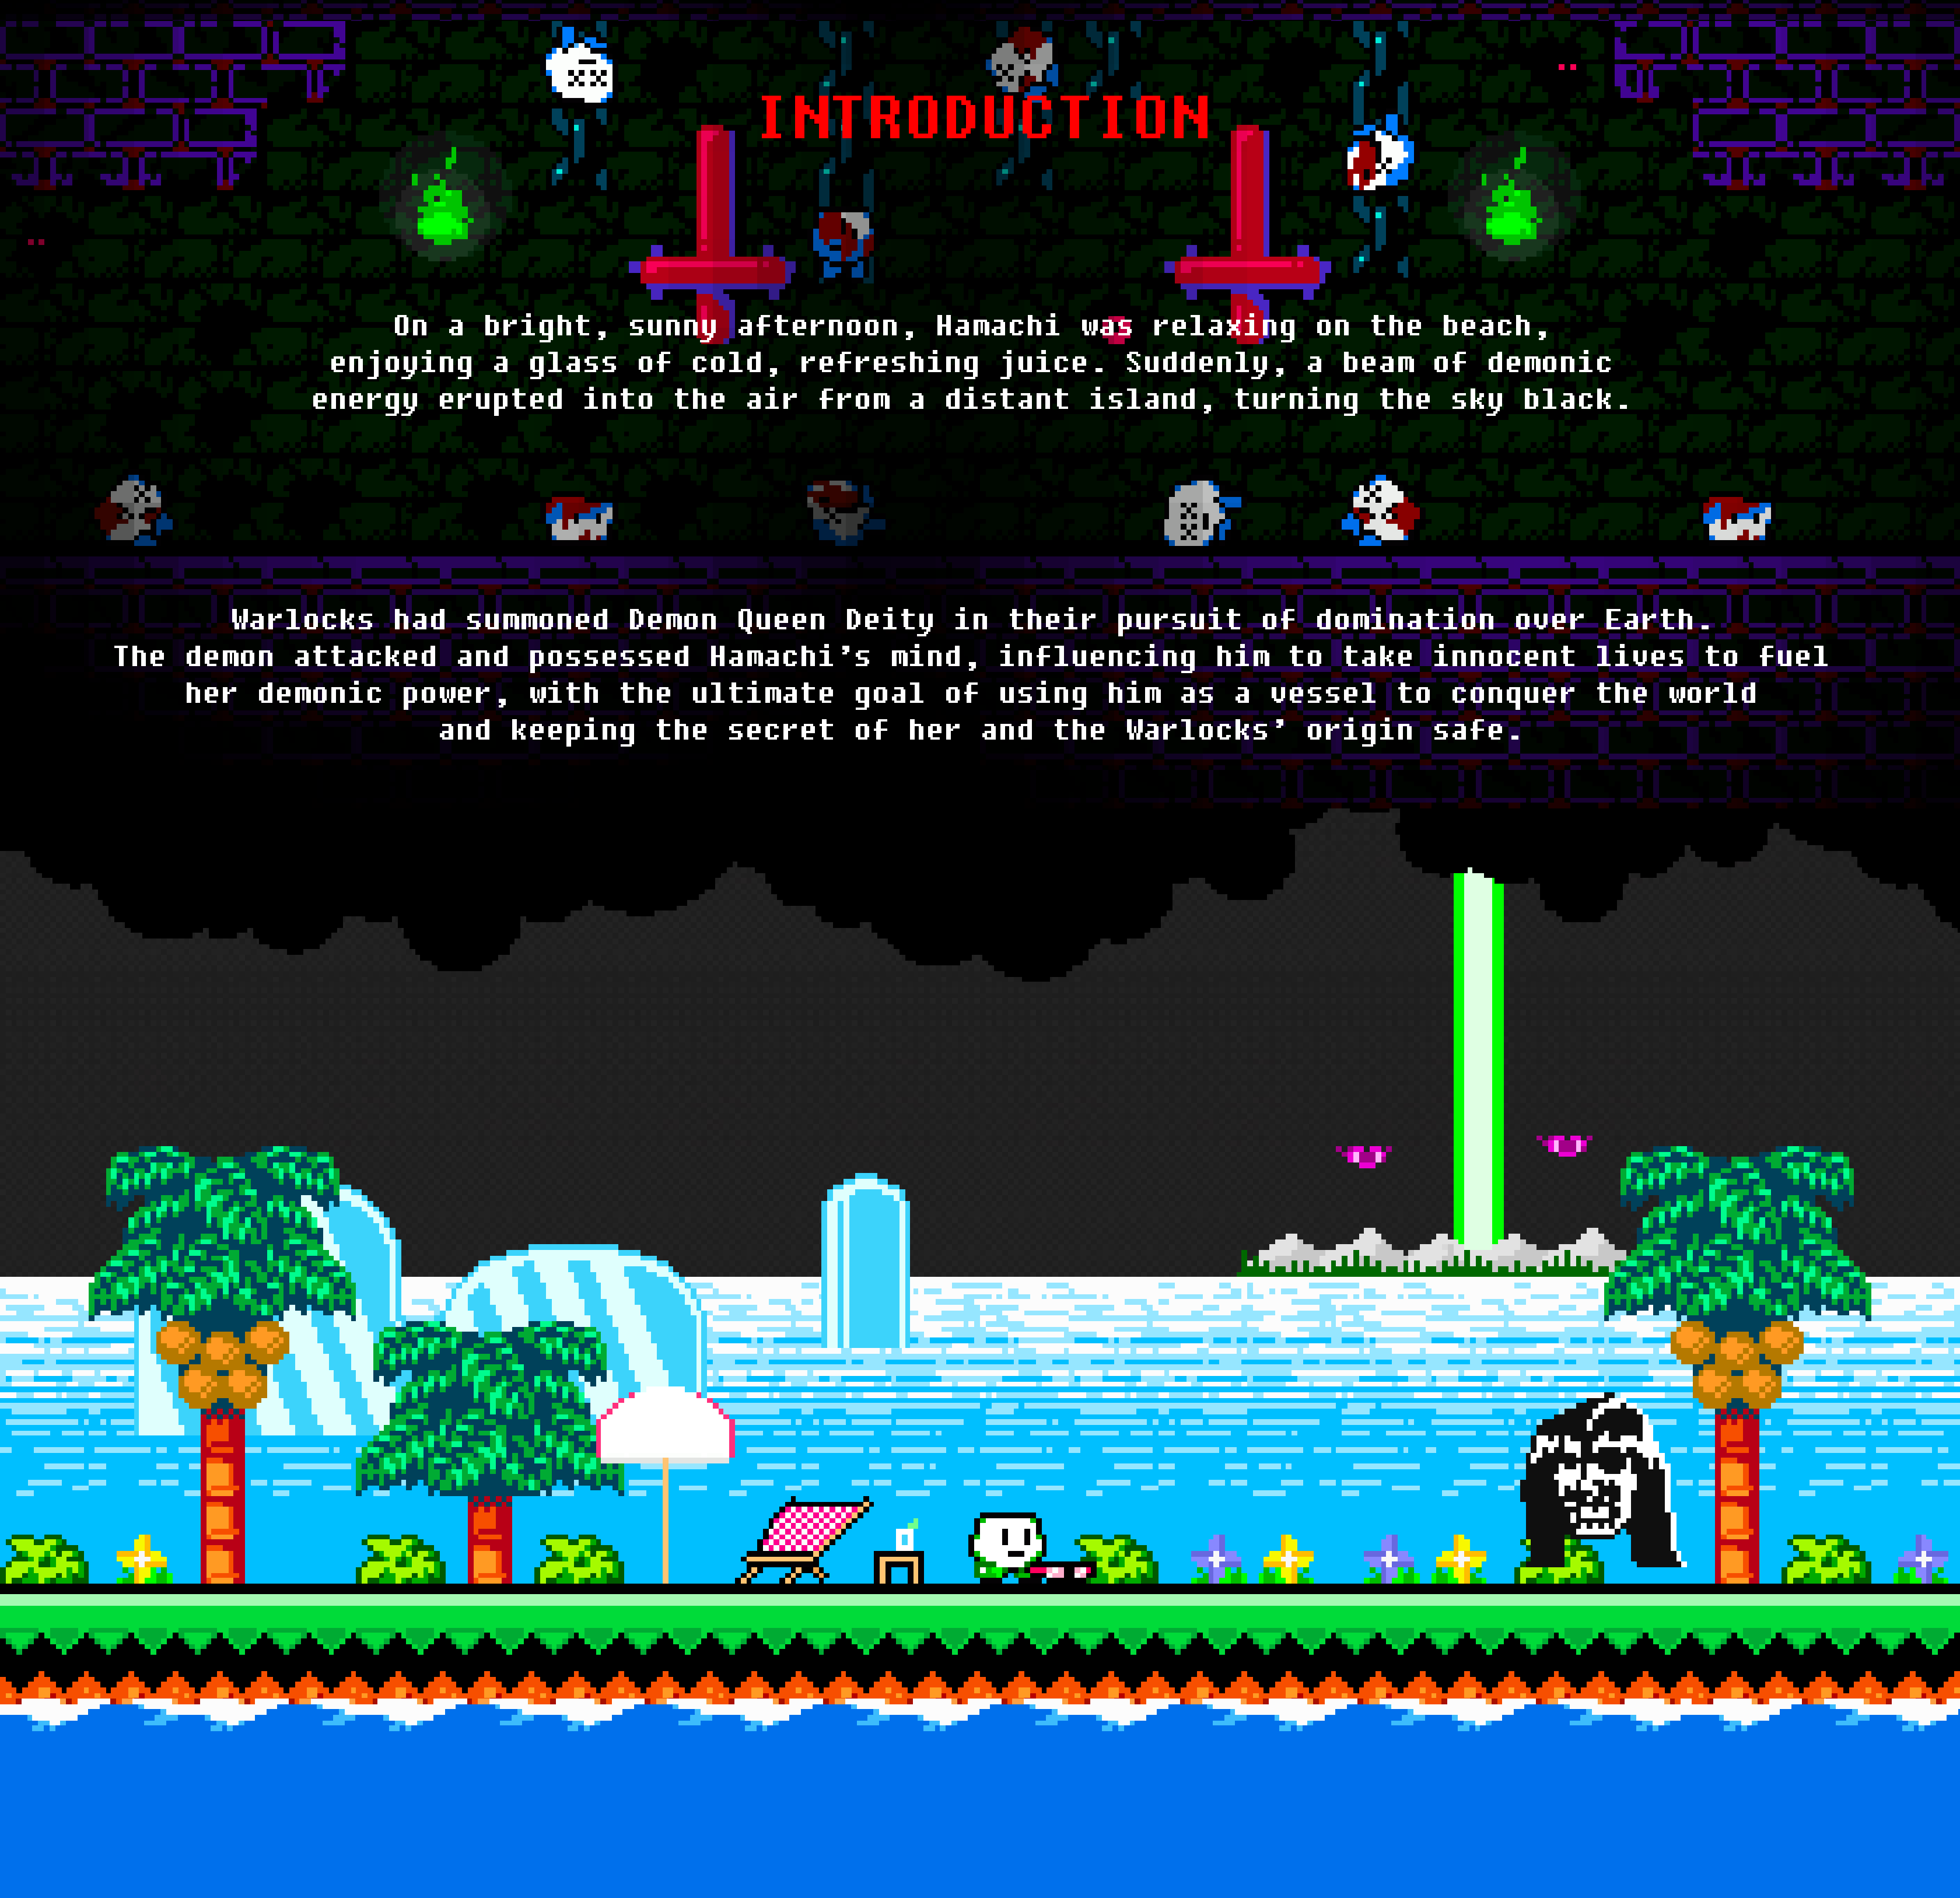 INTRODUCTION
On a bright, sunny afternoon, Hamachi was relaxing on the beach,
enjoying a glass of cold, refreshing juice. Suddenly, a beam of demonic
energy erupted into the air from a distant island, turning the sky black.
Warlocks had summoned Demon Queen Deity in their pursuit of domination over Earth.
The demon attacked and possessed Hamachi's mind, influencing him to take innocent lives to fuel
her demonic power, with the ultimate goal of using him as a vessel to conquer the world
and keeping the secret of her and the Warlocks' origin safe.